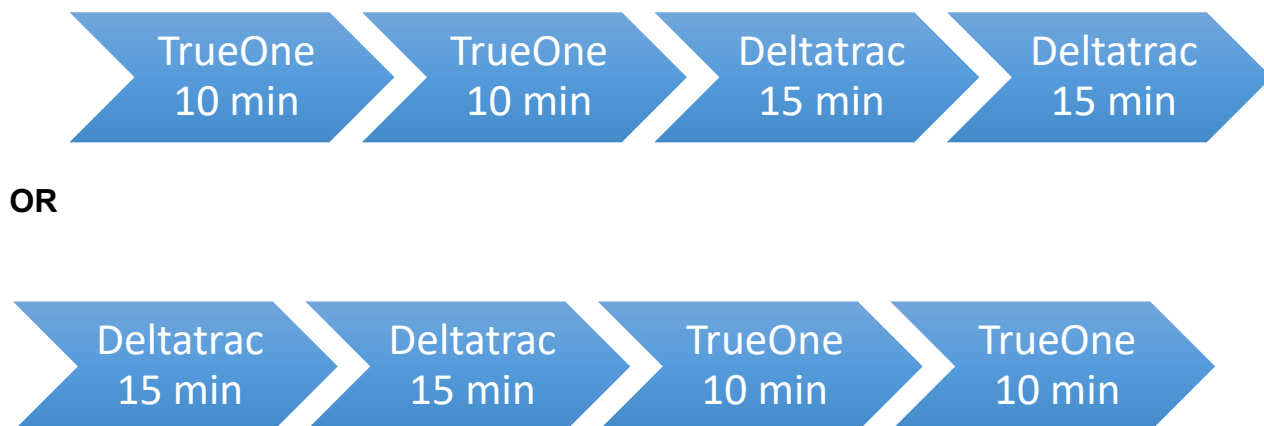 TrueOne TrueOne Deltatrac Deltatrac
10 min 10 min 15 min 15 min
OR
Deltatrac Deltatrac TrueOne TrueOne
15 min 15 min 10 min 10 min